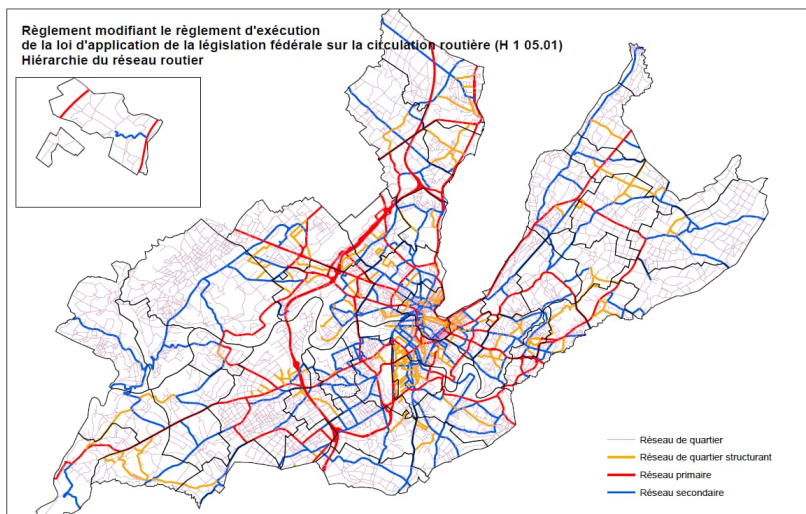 Règlement modifiant le règlement d'exécution
de la loi d'application de la législation fédérale sur la circulation routière (H 1 05.01)
Hiérarchie du réseau routier
Réseau de quartier
Réseau de quartier structurant
Réseau primaire
Réseau secondaire